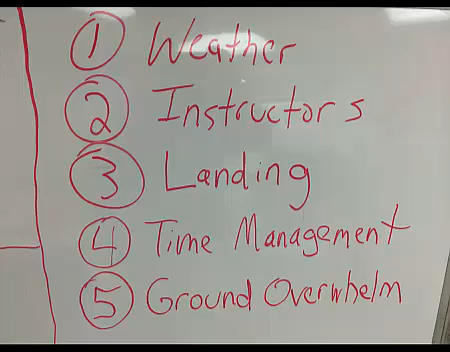 1 Weather
2 Instructors
3 Landing
4 Time Management
5 Ground Overwhelm